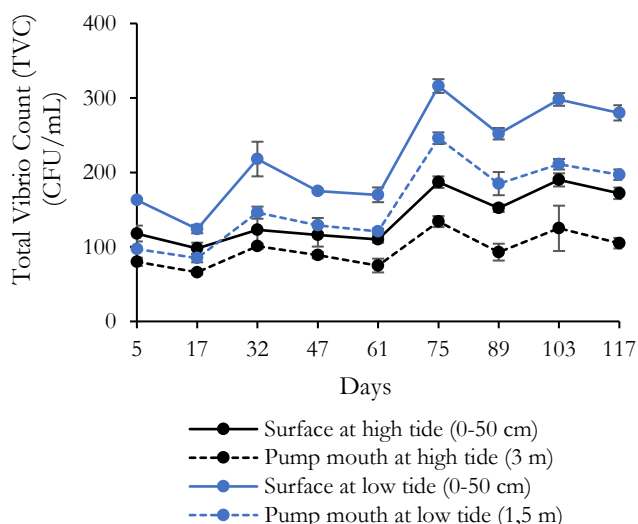 Total Vibrio Count (TVC)
(CFU/mL)
400
300
200
100
0
5 17 32 47 61 75 89 103 117
Days
Surface at high tide (0-50 cm)
Pump mouth at high tide (3 m)
Surface at low tide (0-50 cm)
Pump mouth at low tide (1,5 m)